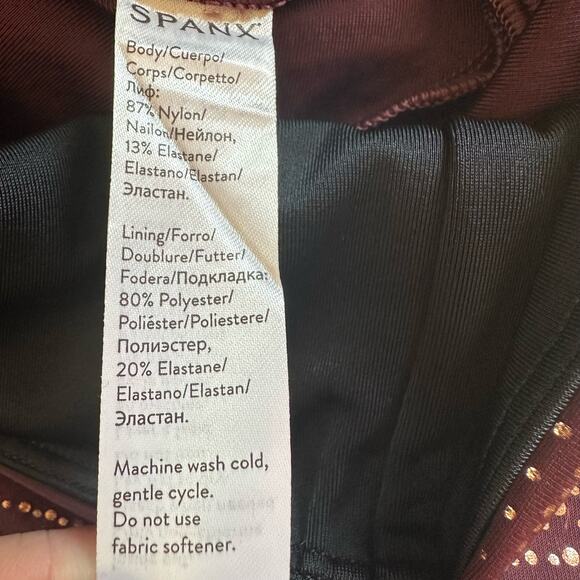 SPANX
Body/Cuerpo/
Corps/Corpetto/
Лиф:
87% Nylon/
Nailon/Нейлон,
13% Elastane/
Elastano/Elastan/
Эластан.
Lining/Forro/
Doublure/Futter/
Fodera/Подкладка:
80% Polyester/
Poliéster/Poliestere/
Полиэстер,
20% Elastane/
Elastano/Elastan/
Эластан.
Machine wash cold,
gentle cycle.
Do not use
fabric softener.